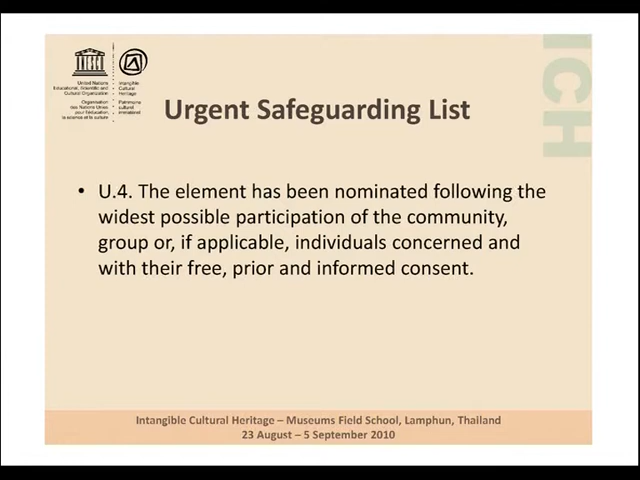 UNESCO
United Nations
Educational, Scientific and
Cultural Organization
Organisation
des Nations Unies
pour l'éducation,
la science et la culture
Intangible
Cultural
Heritage
Patrimoine
culturel
immatériel
ICH
Urgent Safeguarding List
• U.4. The element has been nominated following the
widest possible participation of the community,
group or, if applicable, individuals concerned and
with their free, prior and informed consent.
Intangible Cultural Heritage – Museums Field School, Lamphun, Thailand
23 August – 5 September 2010